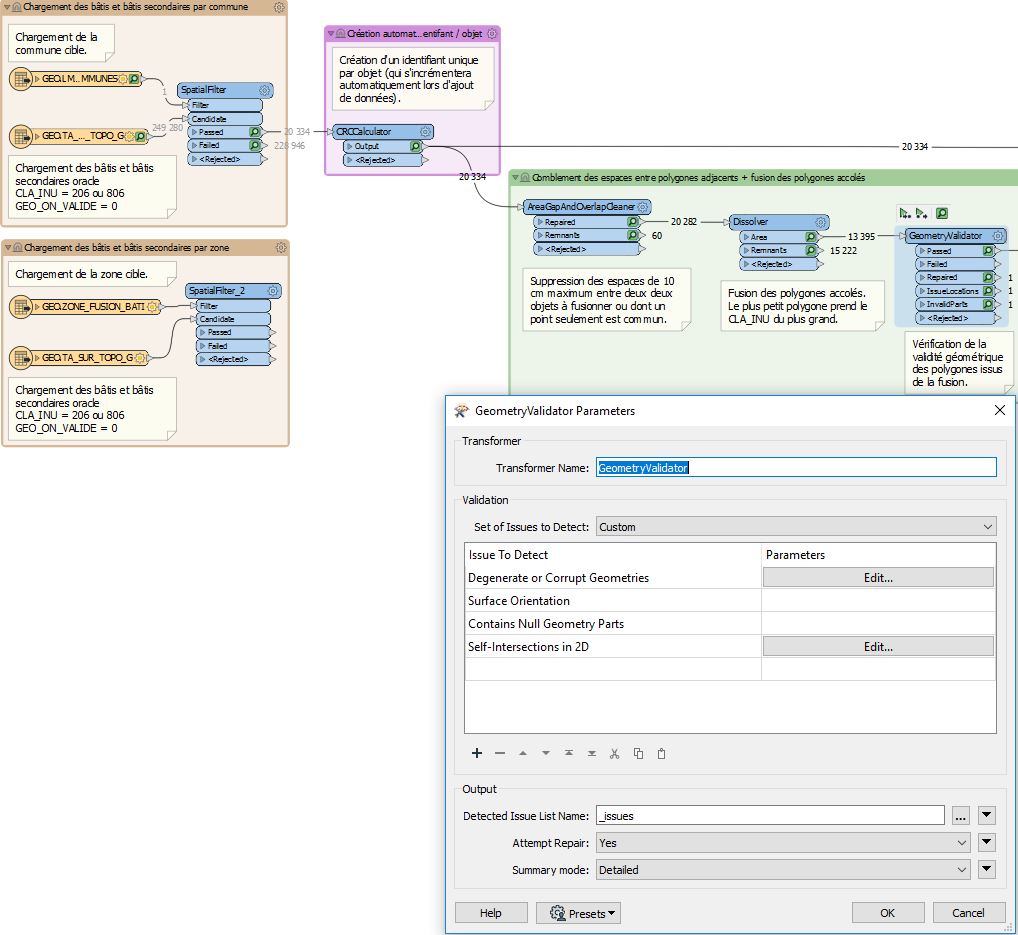 Chargement des bâtis et bâtis secondaires par commune
Chargement de la
commune cible.
GEO.LM...MMUNES
1
SpatialFilter
Filter
Candidate
Passed
Failed
<Rejected>
GEO.TA_..._TOPO_G
249 280
20 334
228 946
Chargement des bâtis et bâtis
secondaires oracle
CLA_INU = 206 ou 806
GEO_ON_VALIDE = 0
Création automat...entifant / objet
Création d'un identifiant unique
par objet (qui s'incrémentera
automatiquement lors d'ajout
de données).
CRCCalculator
Output
<Rejected>
20 334
20 334
Chargement des bâtis et bâtis secondaires par zone
Chargement de la zone cible.
GEO.ZONE_FUSION_BATI
SpatialFilter_2
Filter
Candidate
Passed
Failed
<Rejected>
GEO.TA_SUR_TOPO_G
Chargement des bâtis et bâtis
secondaires oracle
CLA_INU = 206 ou 806
GEO_ON_VALIDE = 0
Comblement des espaces entre polygones adjacents + fusion des polygones accolés
AreaGapAndOverlapCleaner
Repaired
Remnants
<Rejected>
20 282
60
Suppression des espaces de 10
cm maximum entre deux deux
objets à fusionner ou dont un
point seulement est commun.
Dissolver
Area
Remnants
<Rejected>
13 395
15 222
Fusion des polygones accolés.
Le plus petit polygone prend le
CLA_INU du plus grand.
GeometryValidator
Passed
Failed
Repaired
IssueLocations
InvalidParts
<Rejected>
1
1
1
Vérification de la
validité géométrique
des polygones issus
de la fusion.
GeometryValidator Parameters
Transformer
Transformer Name: GeometryValidator
Validation
Set of Issues to Detect: Custom
Issue To Detect Parameters
Degenerate or Corrupt Geometries Edit...
Surface Orientation
Contains Null Geometry Parts
Self-Intersections in 2D Edit...
Output
Detected Issue List Name: _issues ...
Attempt Repair: Yes
Summary mode: Detailed
Help Presets OK Cancel